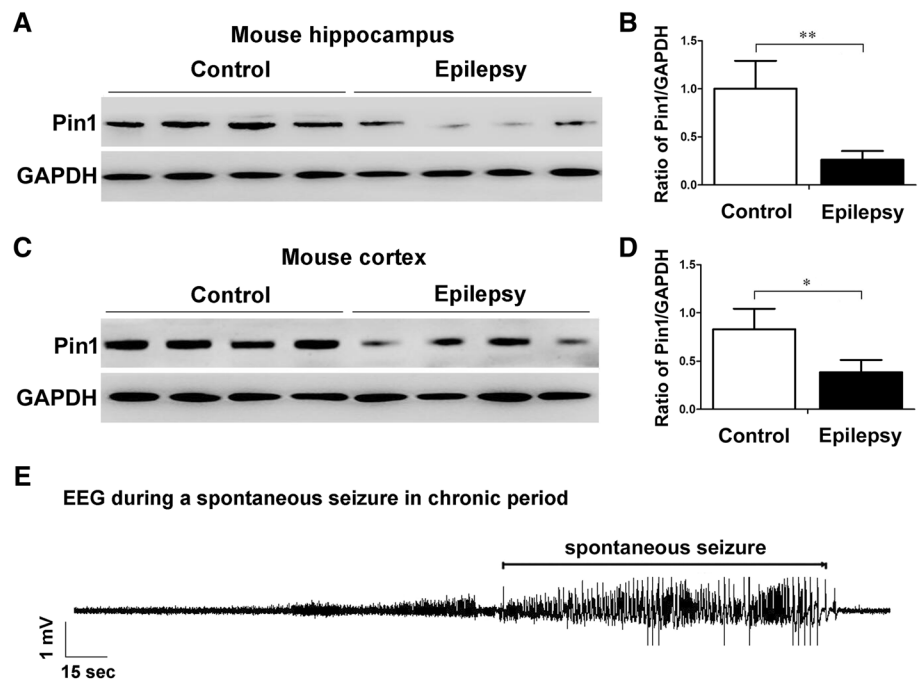 A
Mouse hippocampus
Control Epilepsy
Pin1
GAPDH
B
Ratio of Pin1/GAPDH
1.5
1.0
0.5
0.0
**
Control Epilepsy
C
Mouse cortex
Control Epilepsy
Pin1
GAPDH
D
Ratio of Pin1/GAPDH
1.5
1.0
0.5
0.0
*
Control Epilepsy
E
EEG during a spontaneous seizure in chronic period
spontaneous seizure
1 mV
15 sec